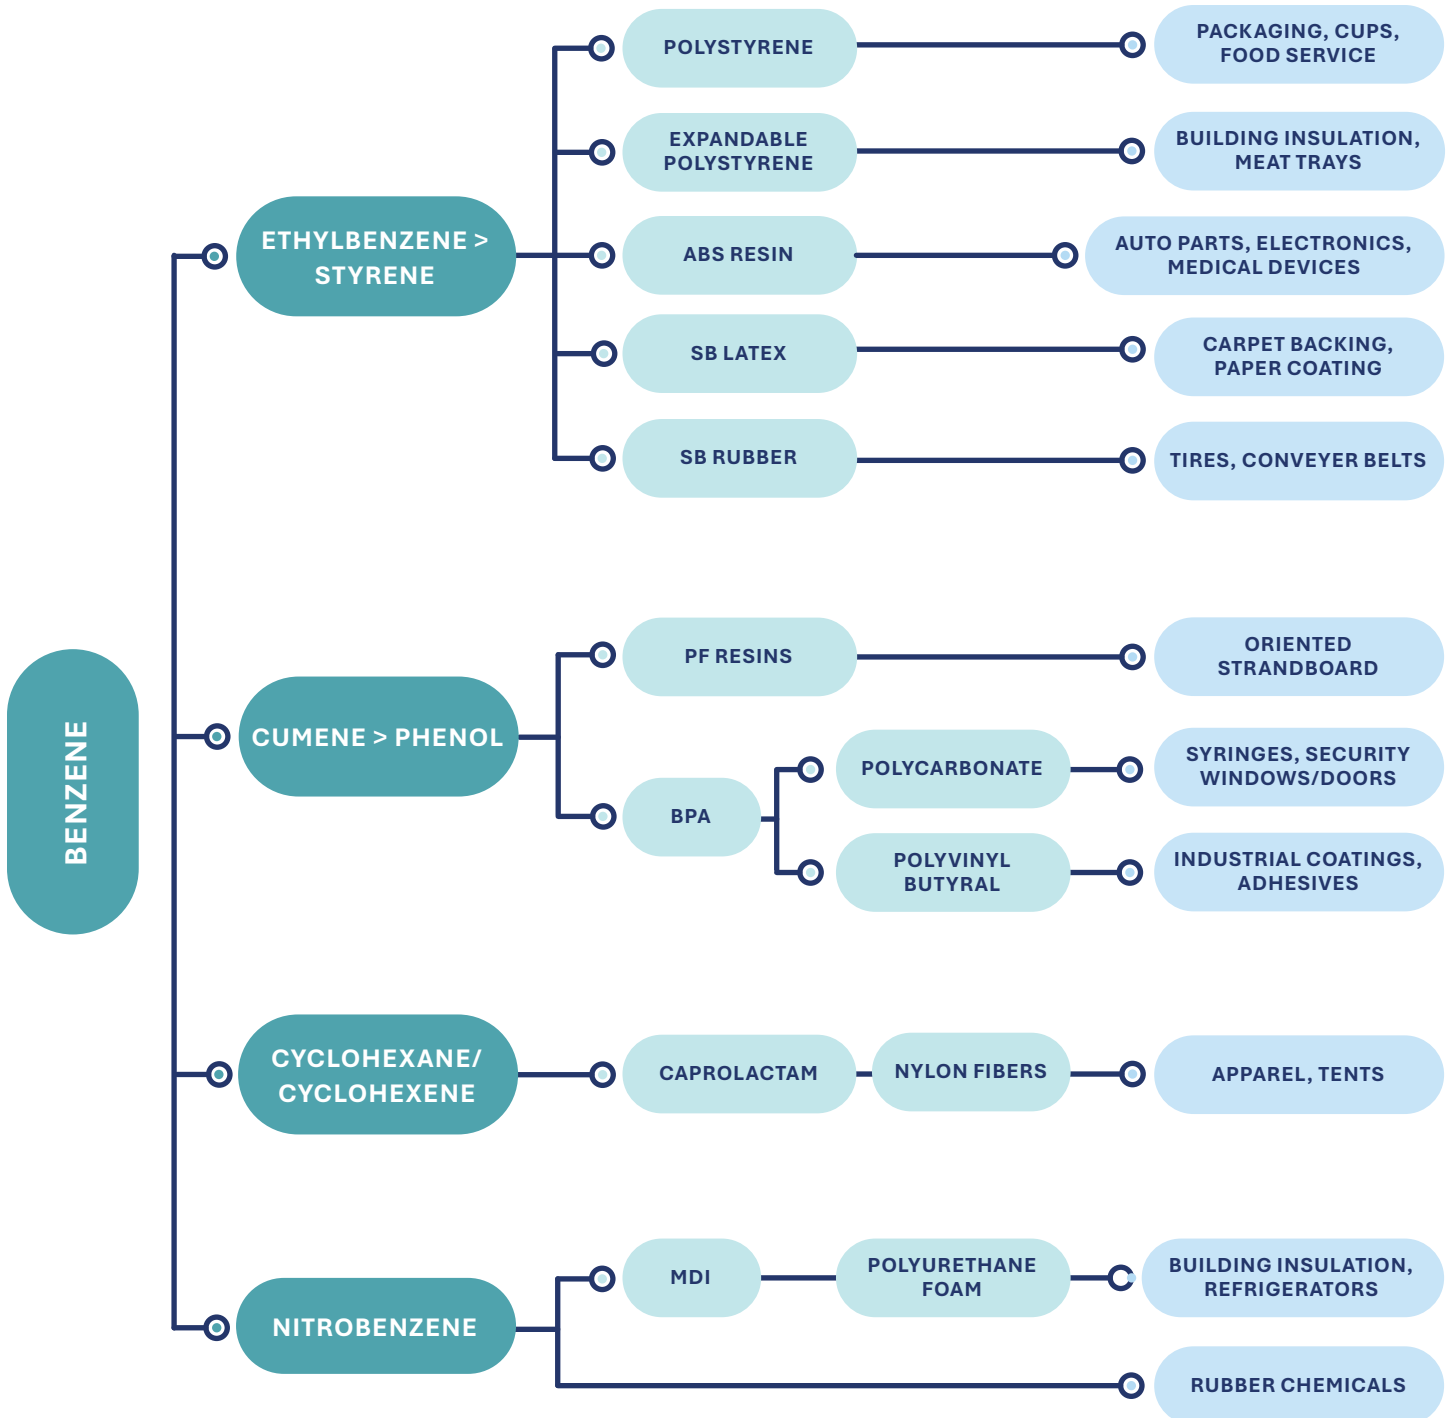 BENZENE
ETHYLBENZENE >
STYRENE
POLYSTYRENE
PACKAGING, CUPS,
FOOD SERVICE
EXPANDABLE
POLYSTYRENE
BUILDING INSULATION,
MEAT TRAYS
ABS RESIN
AUTO PARTS, ELECTRONICS,
MEDICAL DEVICES
SB LATEX
CARPET BACKING,
PAPER COATING
SB RUBBER
TIRES, CONVEYER BELTS
CUMENE > PHENOL
PF RESINS
ORIENTED
STRANDBOARD
BPA
POLYCARBONATE
SYRINGES, SECURITY
WINDOWS/DOORS
POLYVINYL
BUTYRAL
INDUSTRIAL COATINGS,
ADHESIVES
CYCLOHEXANE/
CYCLOHEXENE
CAPROLACTAM
NYLON FIBERS
APPAREL, TENTS
NITROBENZENE
MDI
POLYURETHANE
FOAM
BUILDING INSULATION,
REFRIGERATORS
RUBBER CHEMICALS